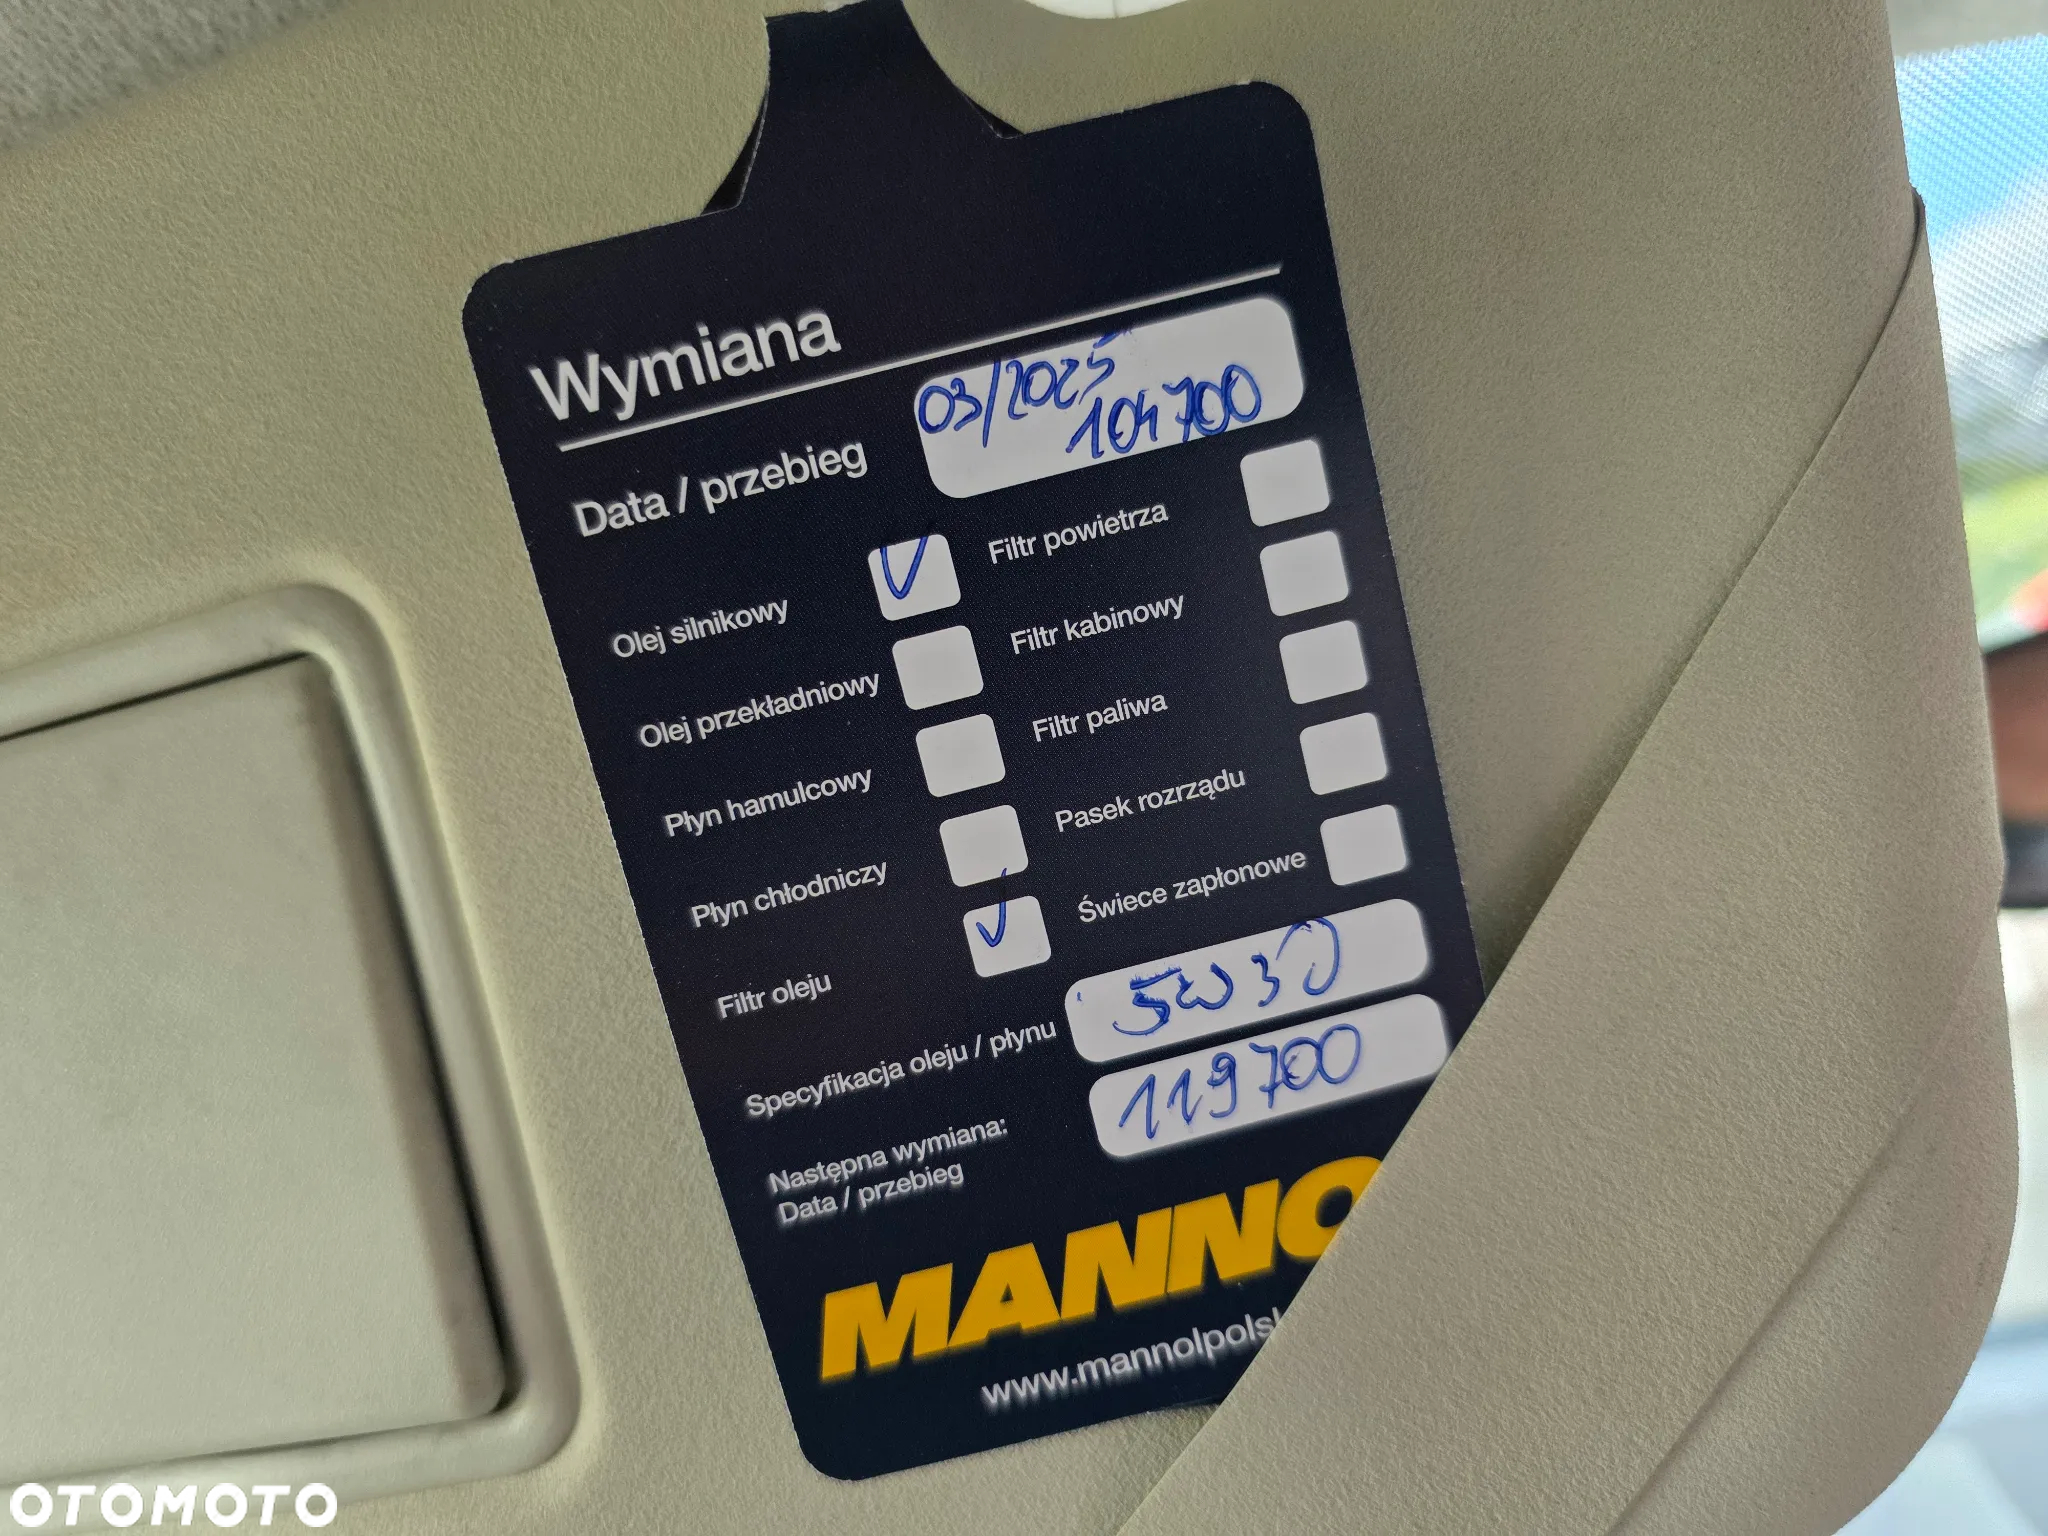 Wymiana
Data / przebieg 03/2025
104700
Olej silnikowy V Filtr powietrza
Olej przekładniowy Filtr kabinowy
Płyn hamulcowy Filtr paliwa
Płyn chłodniczy Pasek rozrządu
Filtr oleju V Świece zapłonowe
Specyfikacja oleju / płynu 5W30
Następna wymiana: 119700
Data / przebieg
MANNO
www.mannolpolsk
OTOMOTO